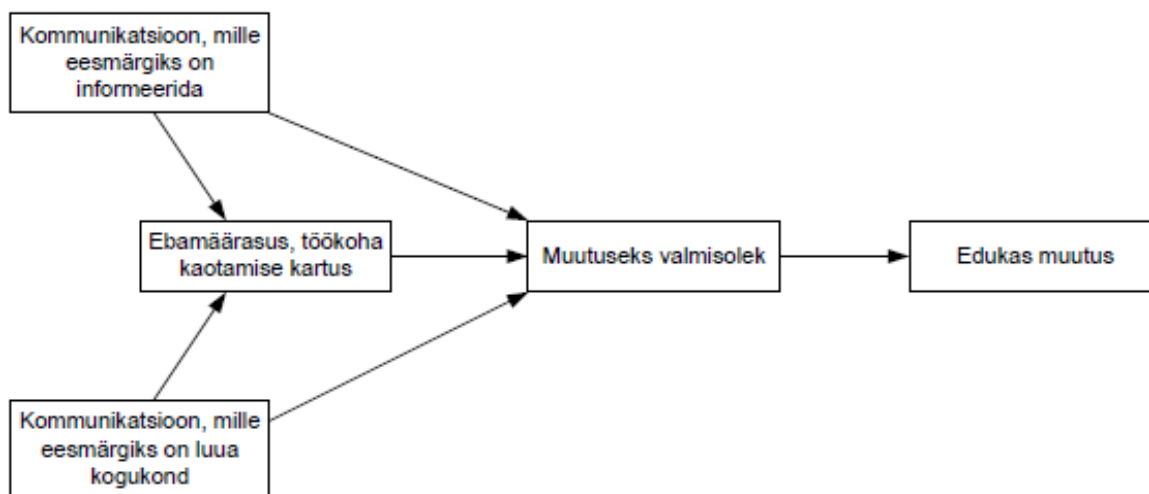 Kommunikatsioon, mille
eesmärgiks on
informeerida
Ebamäärasus, töökoha
kaotamise kartus
Muutuseks valmisolek
Edukas muutus
Kommunikatsioon, mille
eesmärgiks on luua
kogukond